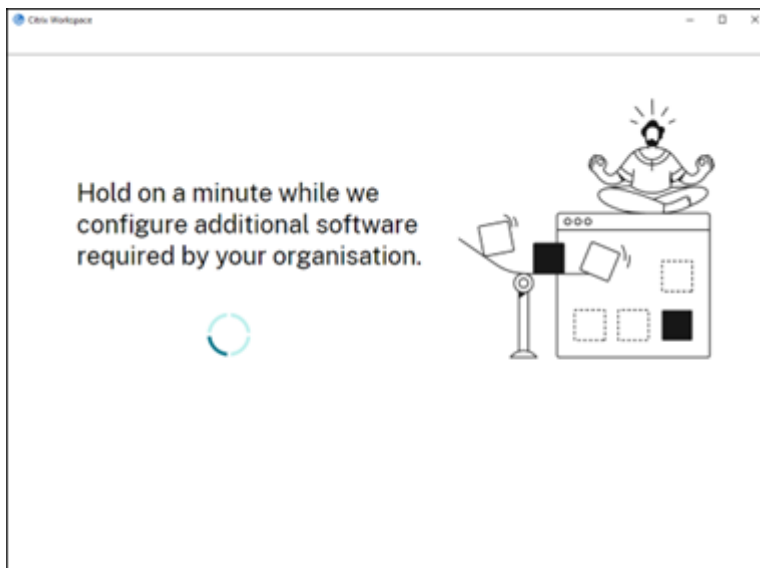 Citrix Workspace
Hold on a minute while we
configure additional software
required by your organisation.